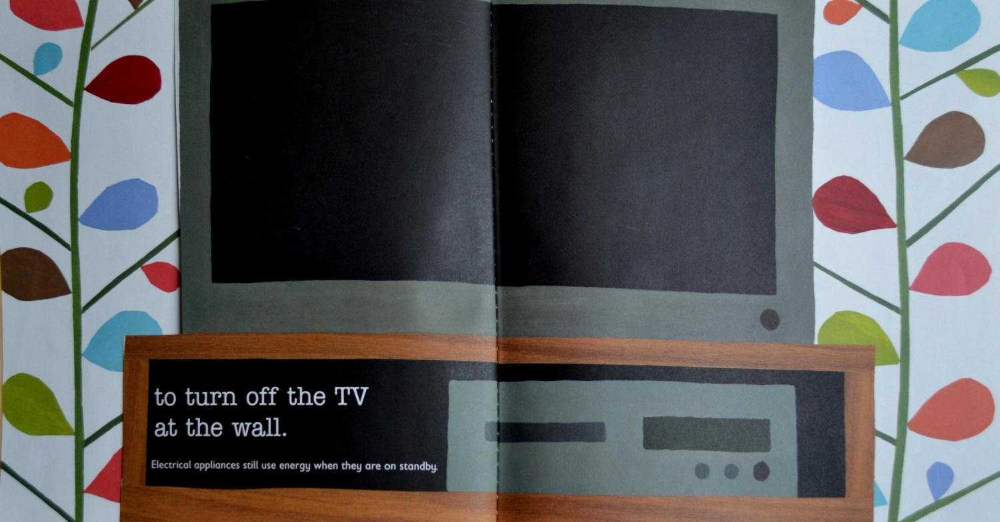 to turn off the TV
at the wall.
Electrical appliances still use energy when they are on standby.